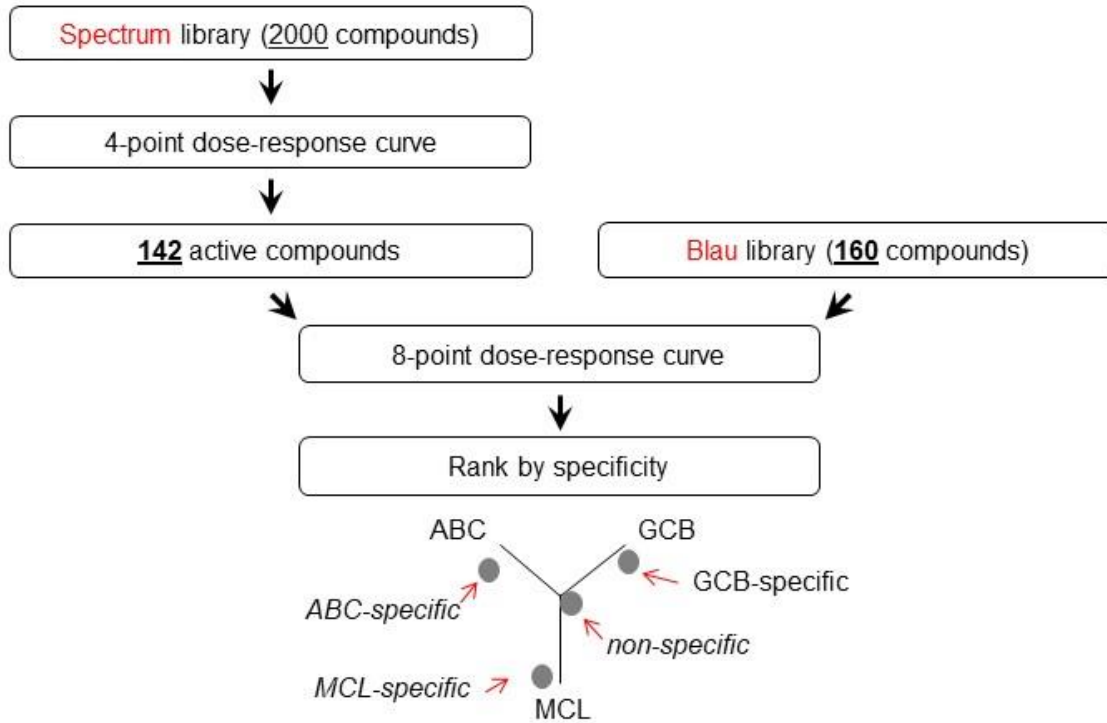 Spectrum library (2000 compounds)
4-point dose-response curve
142 active compounds
Blau library (160 compounds)
8-point dose-response curve
Rank by specificity
ABC
GCB
ABC-specific
GCB-specific
non-specific
MCL-specific
MCL